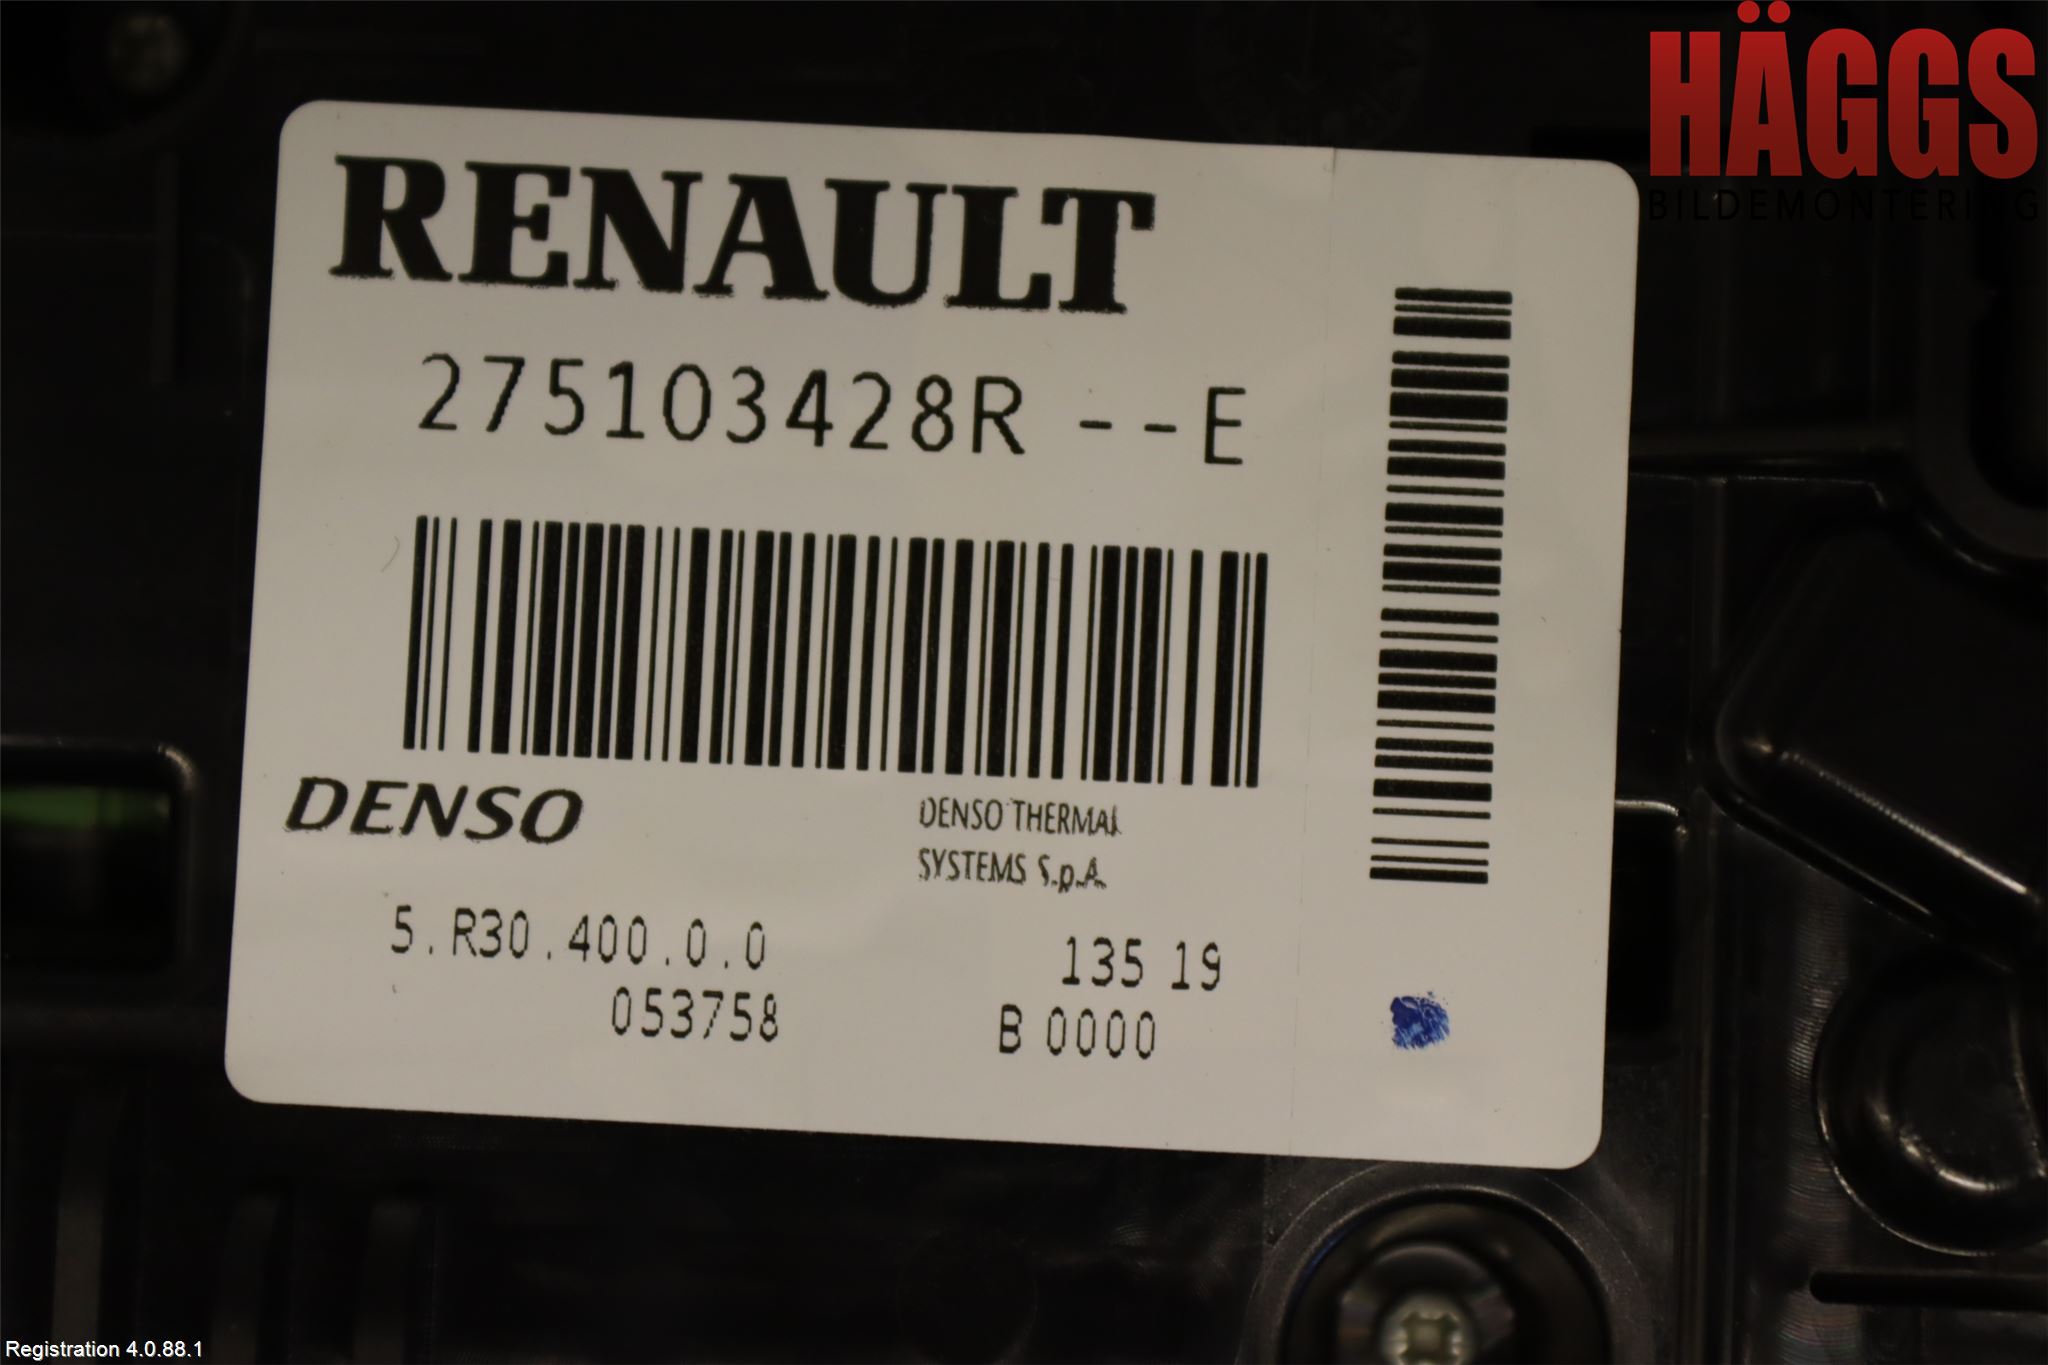 HÄGGS
BILDEMONTERING
RENAULT
275103428R --E
DENSO
DENSO THERMAL
SYSTEMS S.p.A.
5.R30.400.0.0
135 19
053758
B 0000
Registration 4.0.88.1